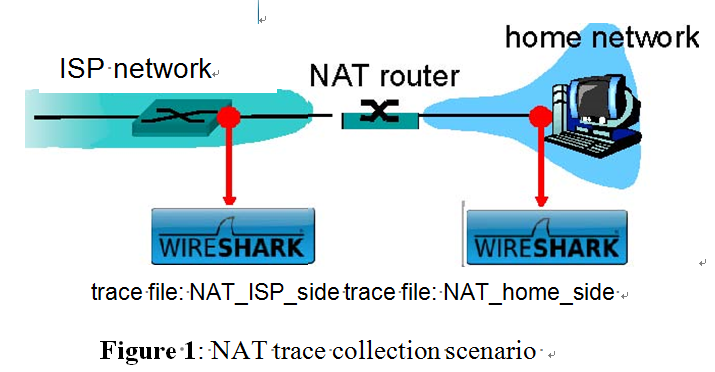 home network
ISP network
NAT router
WIRESHARK
WIRESHARK
trace file: NAT_ISP_side trace file: NAT_home_side
Figure 1: NAT trace collection scenario